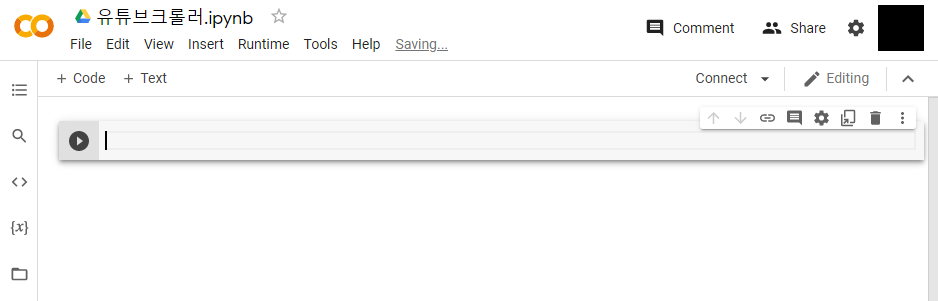 유튜브크롤러.ipynb
File Edit View Insert Runtime Tools Help Saving...
Comment Share
+ Code + Text
Connect Editing
{x}